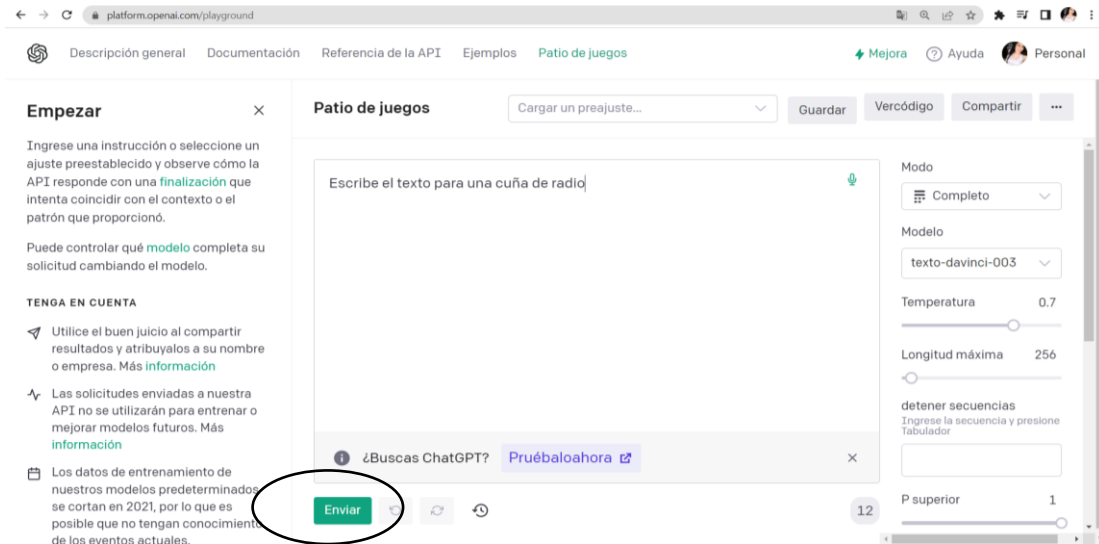 platform.openai.com/playground
Descripción general Documentación Referencia de la API Ejemplos Patio de juegos Mejora Ayuda Personal
Empezar
Ingrese una instrucción o seleccione un
ajuste preestablecido y observe cómo la
API responde con una finalización que
intenta coincidir con el contexto o el
patrón que proporcionó.
Puede controlar qué modelo completa su
solicitud cambiando el modelo.
TENGA EN CUENTA
Utilice el buen juicio al compartir
resultados y atribuyalos a su nombre
o empresa. Más información
Las solicitudes enviadas a nuestra
API no se utilizarán para entrenar o
mejorar modelos futuros. Más
información
Los datos de entrenamiento de
nuestros modelos predeterminados
se cortan en 2021, por lo que es
posible que no tengan conocimiento
de los eventos actuales.
Patio de juegos Cargar un preajuste... Guardar Vercódigo Compartir ...
Escribe el texto para una cuña de radio
¿Buscas ChatGPT? Pruébaloahora
Enviar 12
Modo
Completo
Modelo
texto-davinci-003
Temperatura 0.7
Longitud máxima 256
detener secuencias
Ingrese la secuencia y presione
Tabulador
P superior 1